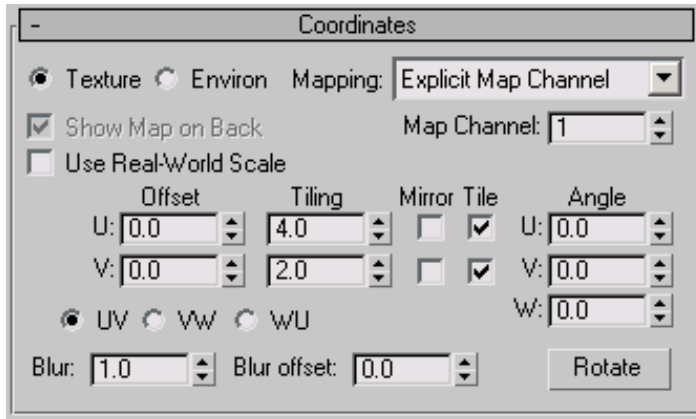 - Coordinates
Texture Environ Mapping: Explicit Map Channel
Show Map on Back Map Channel: 1
Use Real-World Scale
Offset Tiling Mirror Tile Angle
U: 0.0 4.0 U: 0.0
V: 0.0 2.0 V: 0.0
UV VW WU W: 0.0
Blur: 1.0 Blur offset: 0.0 Rotate